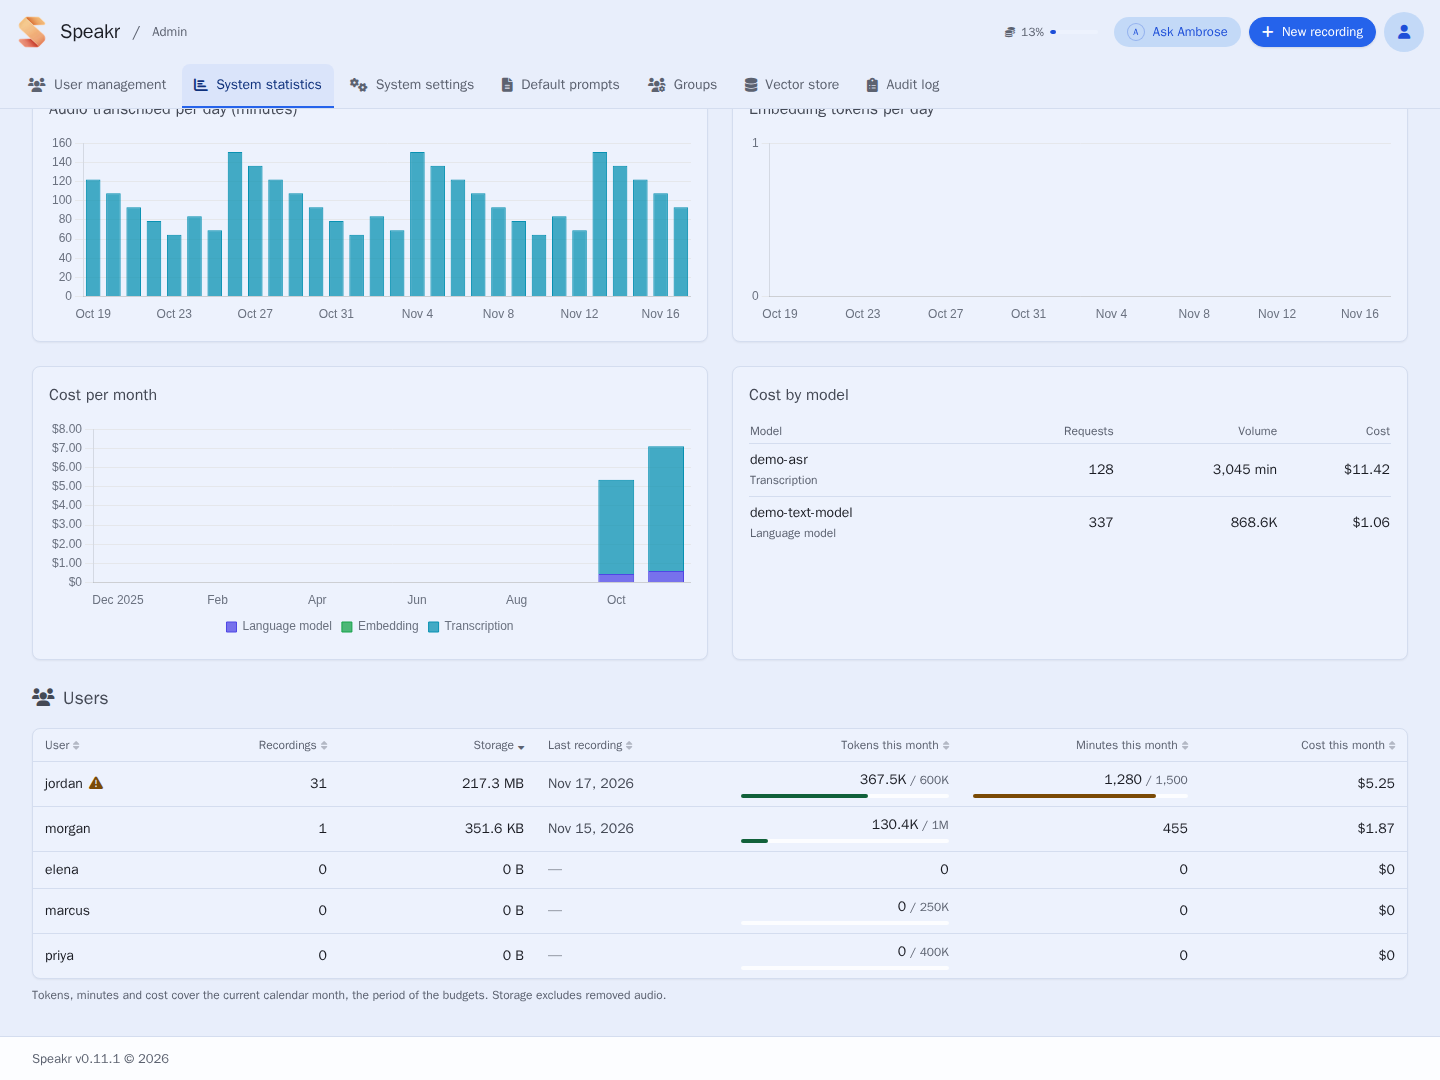 Speakr / Admin
13%
A Ask Ambrose
New recording
User management
System statistics
System settings
Default prompts
Groups
Vector store
Audit log
Audio transcribed per day (minutes)
160
140
120
100
80
60
40
20
0
Oct 19 Oct 23 Oct 27 Oct 31 Nov 4 Nov 8 Nov 12 Nov 16
Embedding tokens per day
1
0
Oct 19 Oct 23 Oct 27 Oct 31 Nov 4 Nov 8 Nov 12 Nov 16
Cost per month
$8.00
$7.00
$6.00
$5.00
$4.00
$3.00
$2.00
$1.00
$0
Dec 2025 Feb Apr Jun Aug Oct
Language model Embedding Transcription
Cost by model
Model Requests Volume Cost
demo-asr 128 3,045 min $11.42
Transcription
demo-text-model 337 868.6K $1.06
Language model
Users
User Recordings Storage Last recording Tokens this month Minutes this month Cost this month
jordan 31 217.3 MB Nov 17, 2026 367.5K / 600K 1,280 / 1,500 $5.25
morgan 1 351.6 KB Nov 15, 2026 130.4K / 1M 455 $1.87
elena 0 0 B — 0 0 $0
marcus 0 0 B — 0 / 250K 0 $0
priya 0 0 B — 0 / 400K 0 $0
Tokens, minutes and cost cover the current calendar month, the period of the budgets. Storage excludes removed audio.
Speakr v0.11.1 © 2026